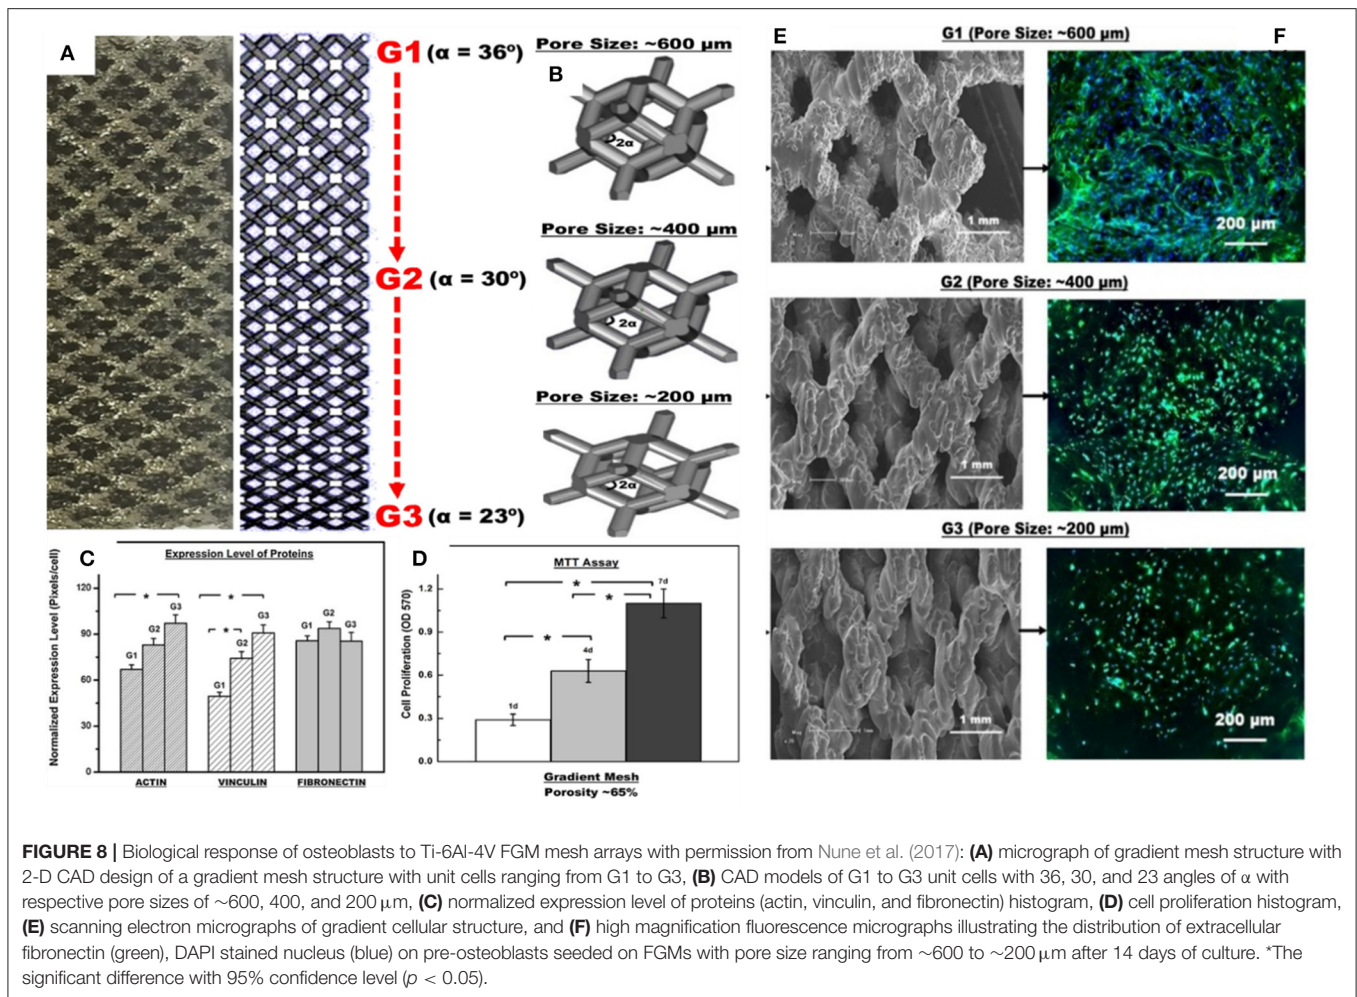 A
G1 (α = 36º)
G2 (α = 30º)
G3 (α = 23º)
Pore Size: ~600 µm
B
2α
Pore Size: ~400 µm
2α
Pore Size: ~200 µm
2α
C
Expression Level of Proteins
Normalized Expression Level (Pixels/cell)
120
90
60
30
0
* * *
G1 G2 G3
G1 G2 G3
G1 G2 G3
ACTIN VINCULIN FIBRONECTIN
D
MTT Assay
Cell Proliferation (OD 570)
1.2
0.9
0.6
0.3
0.0
* * *
1d 4d 7d
Gradient Mesh
Porosity ~65%
E
F
G1 (Pore Size: ~600 µm)
1 mm
200 µm
G2 (Pore Size: ~400 µm)
1 mm
200 µm
G3 (Pore Size: ~200 µm)
1 mm
200 µm
FIGURE 8 | Biological response of osteoblasts to Ti-6Al-4V FGM mesh arrays with permission from Nune et al. (2017): (A) micrograph of gradient mesh structure with
2-D CAD design of a gradient mesh structure with unit cells ranging from G1 to G3, (B) CAD models of G1 to G3 unit cells with 36, 30, and 23 angles of α with
respective pore sizes of ~600, 400, and 200 µm, (C) normalized expression level of proteins (actin, vinculin, and fibronectin) histogram, (D) cell proliferation histogram,
(E) scanning electron micrographs of gradient cellular structure, and (F) high magnification fluorescence micrographs illustrating the distribution of extracellular
fibronectin (green), DAPI stained nucleus (blue) on pre-osteoblasts seeded on FGMs with pore size ranging from ~600 to ~200 µm after 14 days of culture. *The
significant difference with 95% confidence level (p < 0.05).